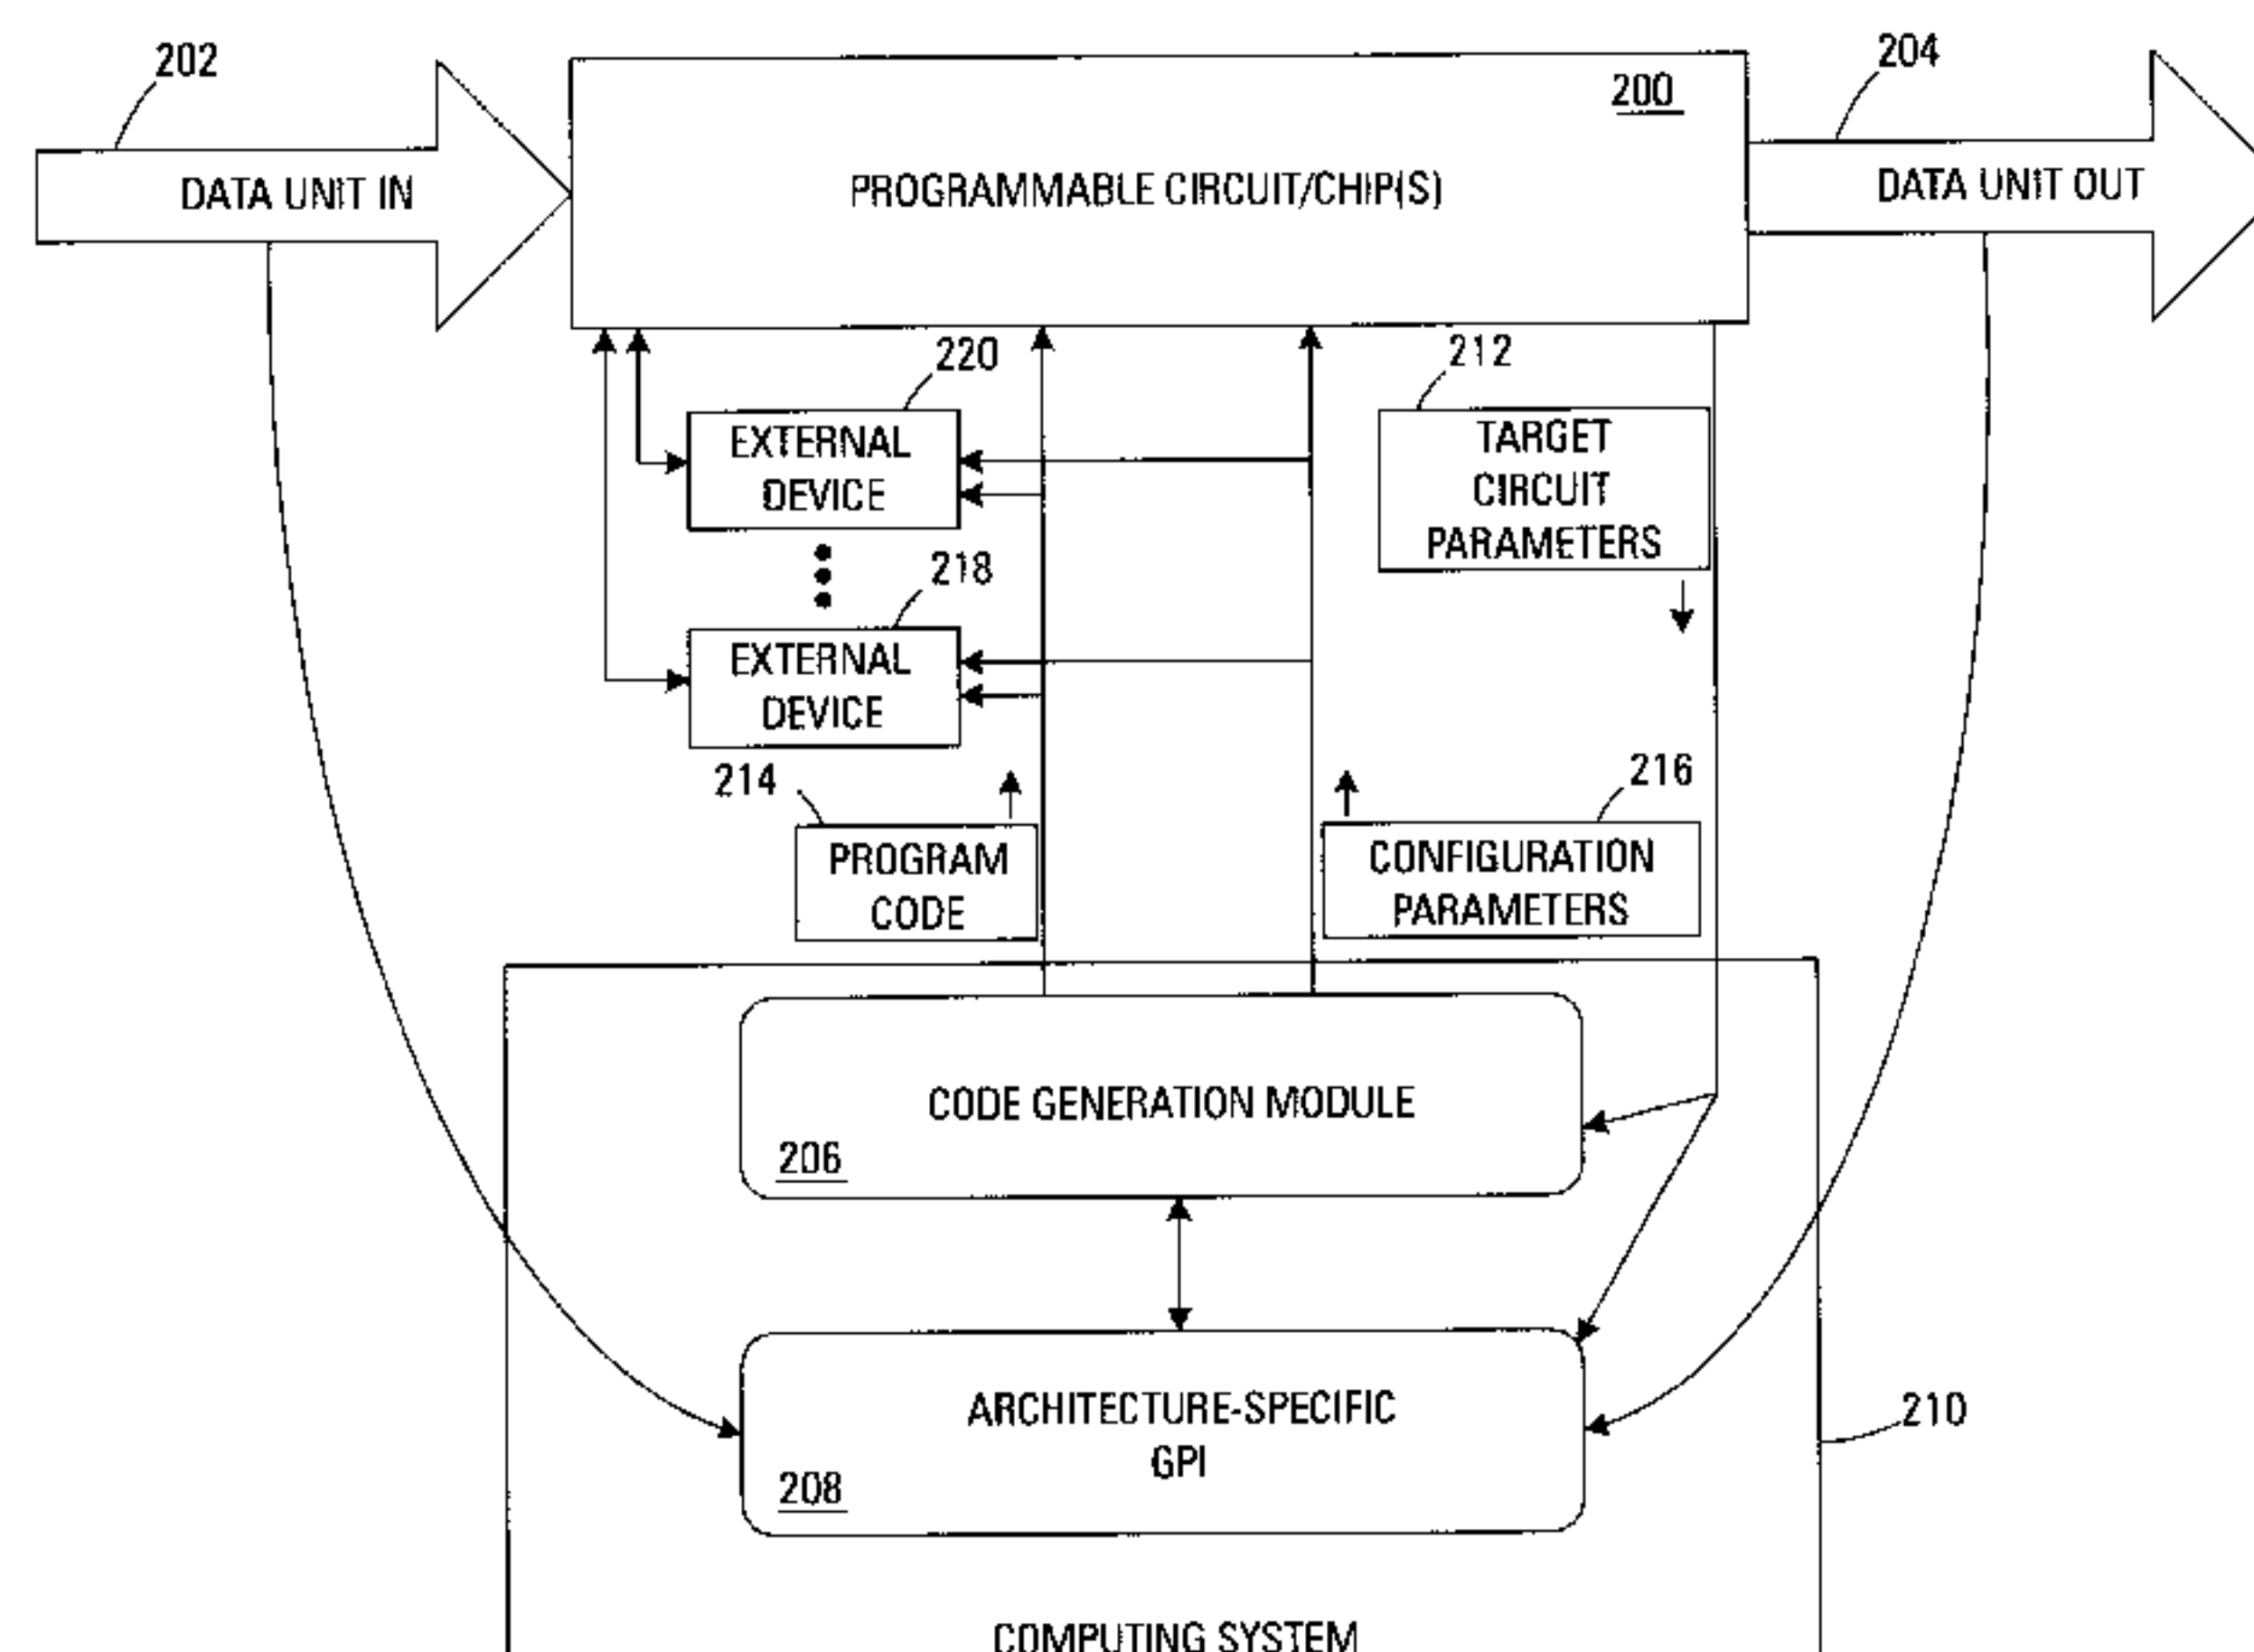 202
204
200
DATA UNIT IN
PROGRAMMABLE CIRCUIT/CHIP(S)
DATA UNIT OUT
220
212
EXTERNAL
DEVICE
TARGET
CIRCUIT
PARAMETERS
218
EXTERNAL
DEVICE
214
216
PROGRAM
CODE
CONFIGURATION
PARAMETERS
CODE GENERATION MODULE
206
ARCHITECTURE-SPECIFIC
GPI
208
210
COMPUTING SYSTEM